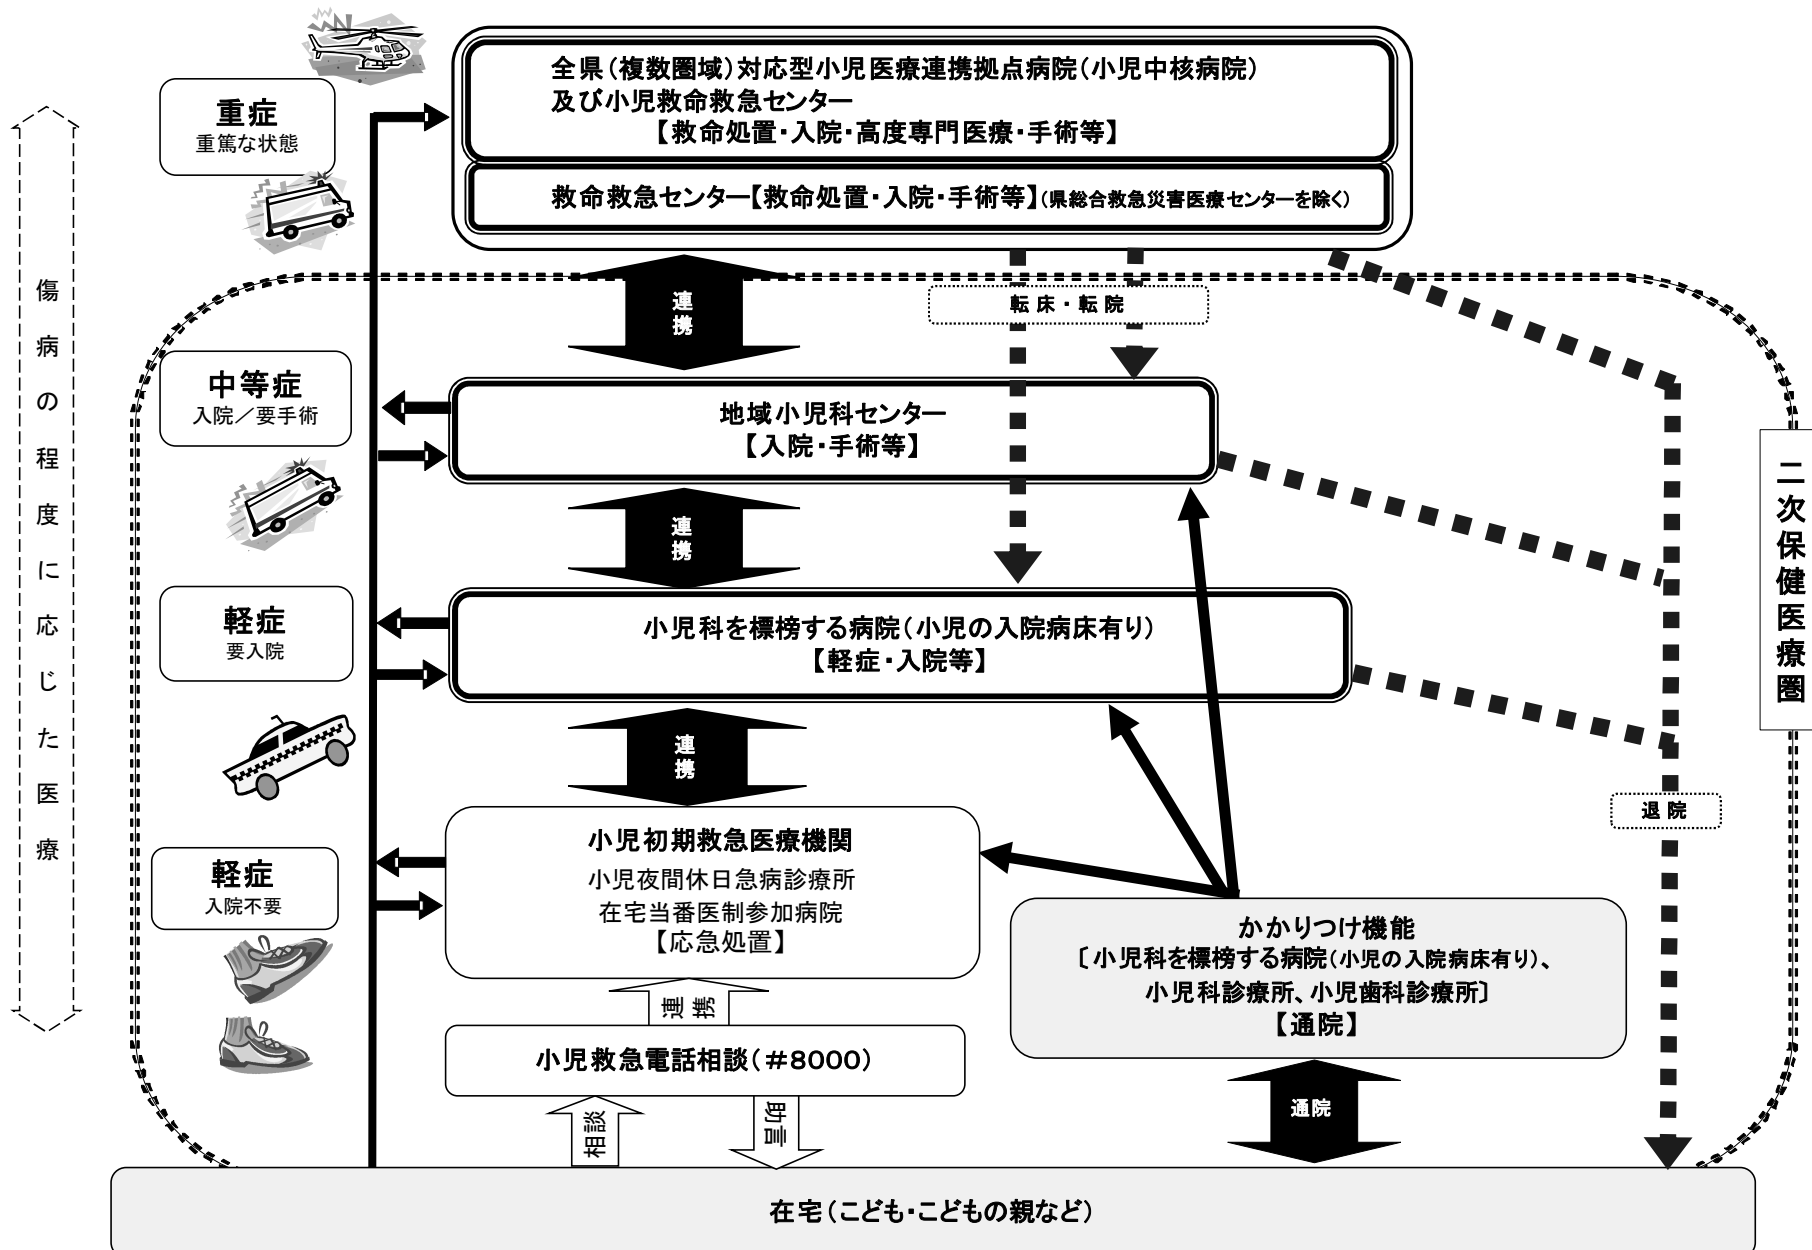 全県（複数圏域）対応型小児医療連携拠点病院（小児中核病院）
及び小児救命救急センター
【救命処置・入院・高度専門医療・手術等】
救命救急センター【救命処置・入院・手術等】（県総合救急災害医療センターを除く）
重症
重篤な状態
傷病の程度に応じた医療
連携
転床・転院
中等症
入院／要手術
地域小児科センター
【入院・手術等】
二次保健医療圏
連携
軽症
要入院
小児科を標榜する病院（小児の入院病床有り）
【軽症・入院等】
連携
退院
軽症
入院不要
小児初期救急医療機関
小児夜間休日急病診療所
在宅当番医制参加病院
【応急処置】
かかりつけ機能
〔小児科を標榜する病院（小児の入院病床有り）、
小児科診療所、小児歯科診療所〕
【通院】
連携
小児救急電話相談（＃8000）
相談
助言
通院
在宅（こども・こどもの親など）